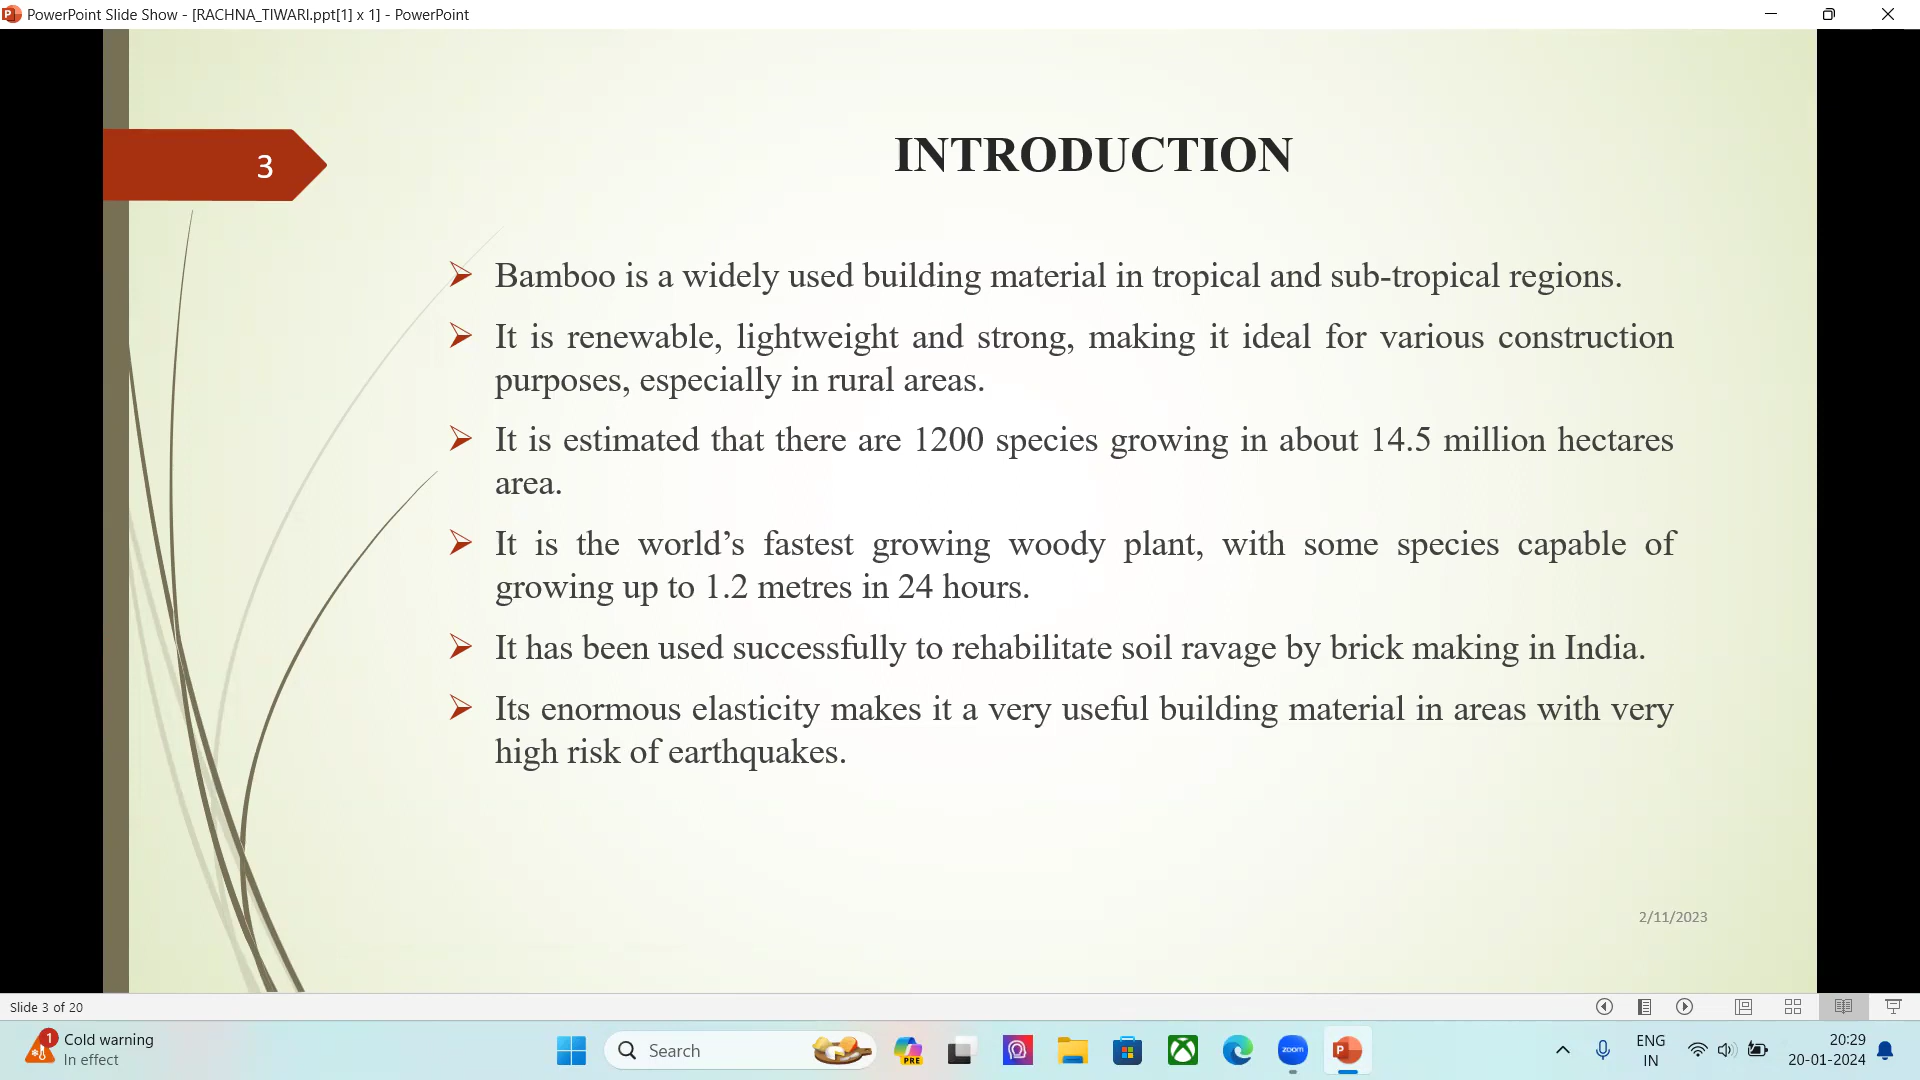 PowerPoint Slide Show - [RACHNA_TIWARI.ppt[1] x 1] - PowerPoint
3
INTRODUCTION
Bamboo is a widely used building material in tropical and sub-tropical regions.
It is renewable, lightweight and strong, making it ideal for various construction
purposes, especially in rural areas.
It is estimated that there are 1200 species growing in about 14.5 million hectares
area.
It is the world’s fastest growing woody plant, with some species capable of
growing up to 1.2 metres in 24 hours.
It has been used successfully to rehabilitate soil ravage by brick making in India.
Its enormous elasticity makes it a very useful building material in areas with very
high risk of earthquakes.
2/11/2023
Slide 3 of 20
1
Cold warning
In effect
Search
PRE
zoom
P
ENG
IN
20:29
20-01-2024